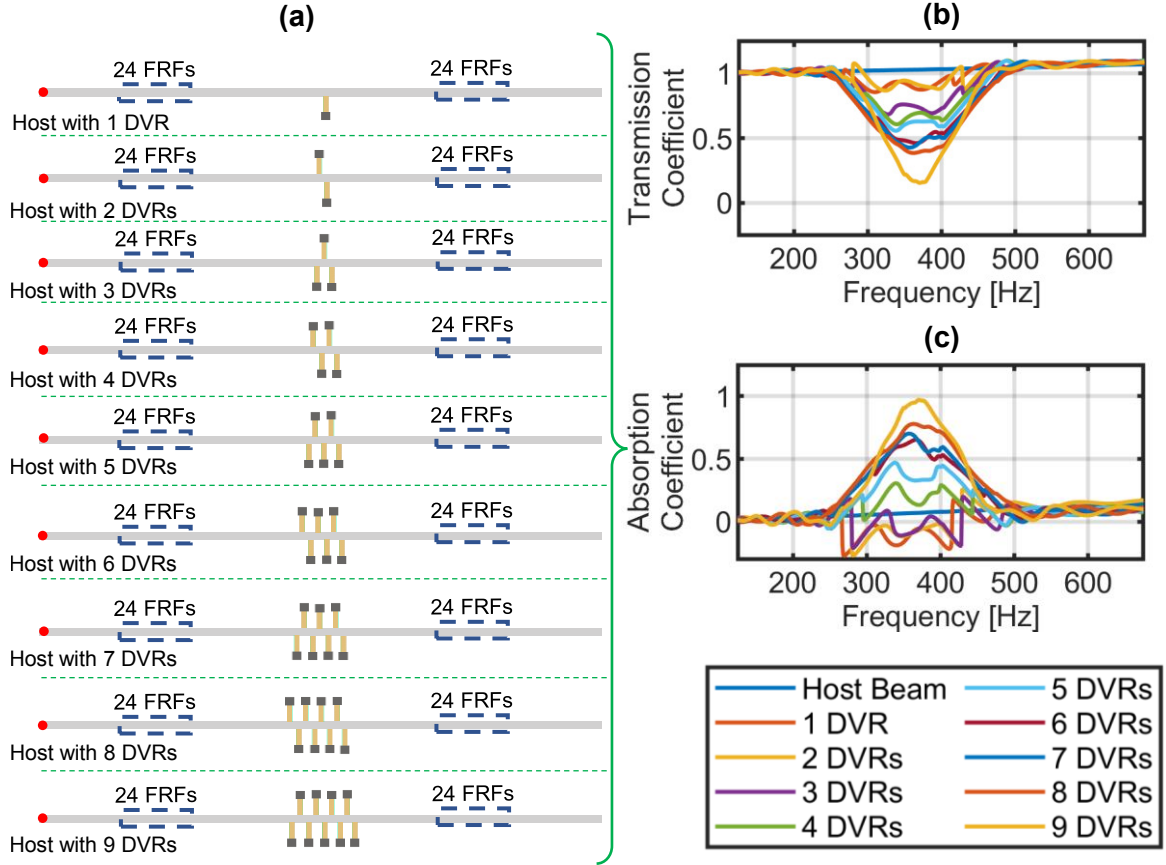 (a)
24 FRFs 24 FRFs
Host with 1 DVR
24 FRFs 24 FRFs
Host with 2 DVRs
24 FRFs 24 FRFs
Host with 3 DVRs
24 FRFs 24 FRFs
Host with 4 DVRs
24 FRFs 24 FRFs
Host with 5 DVRs
24 FRFs 24 FRFs
Host with 6 DVRs
24 FRFs 24 FRFs
Host with 7 DVRs
24 FRFs 24 FRFs
Host with 8 DVRs
24 FRFs 24 FRFs
Host with 9 DVRs
(b)
Transmission
Coefficient
1
0.5
0
200 300 400 500 600
Frequency [Hz]
(c)
Absorption
Coefficient
1
0.5
0
200 300 400 500 600
Frequency [Hz]
Host Beam
1 DVR
2 DVRs
3 DVRs
4 DVRs
5 DVRs
6 DVRs
7 DVRs
8 DVRs
9 DVRs